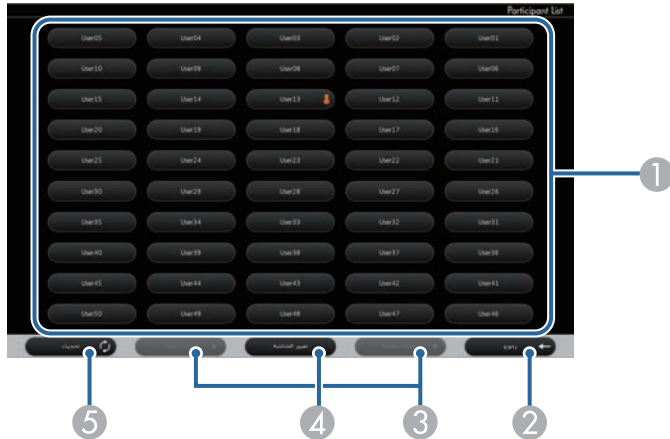 Participant List
User05 User04 User03 User02 User01
User10 User09 User08 User07 User06
User15 User14 User13 User12 User11
User20 User19 User18 User17 User16
User25 User24 User23 User22 User21
User30 User29 User28 User27 User26
User35 User34 User33 User32 User31
User40 User39 User38 User37 User36
User45 User44 User43 User42 User41
User50 User49 User48 User47 User46
رجوع
تغيير الشاشة
تحديث
1
2
3
4
5